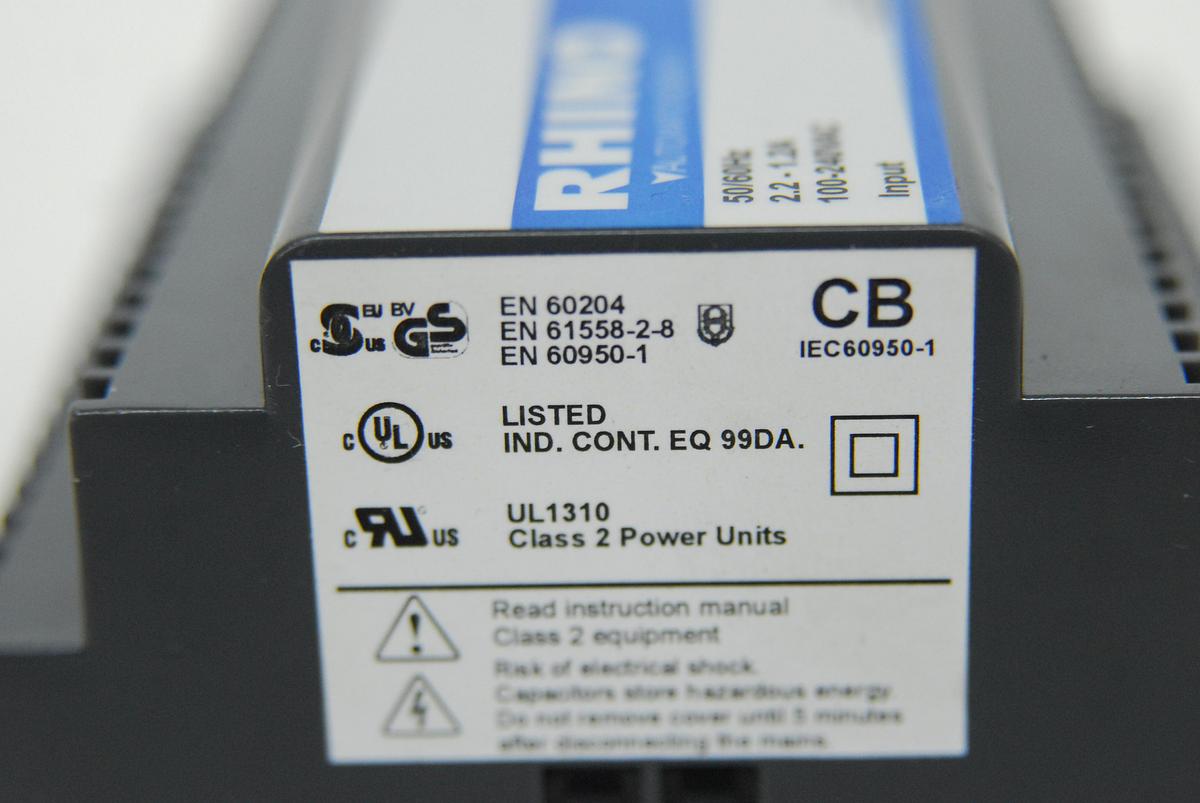 RHINO
50/60Hz
2.2 - 1.2A
100-240VAC
Input
C S US
EU BV
GS
EN 60204
EN 61558-2-8
EN 60950-1
CB
IEC60950-1
C UL US
LISTED
IND. CONT. EQ 99DA.
C RU US
UL1310
Class 2 Power Units
Read instruction manual
Class 2 equipment
Risk of electrical shock.
Capacitors store hazardous energy
Do not remove cover until 5 minutes
after disconnecting the mains.